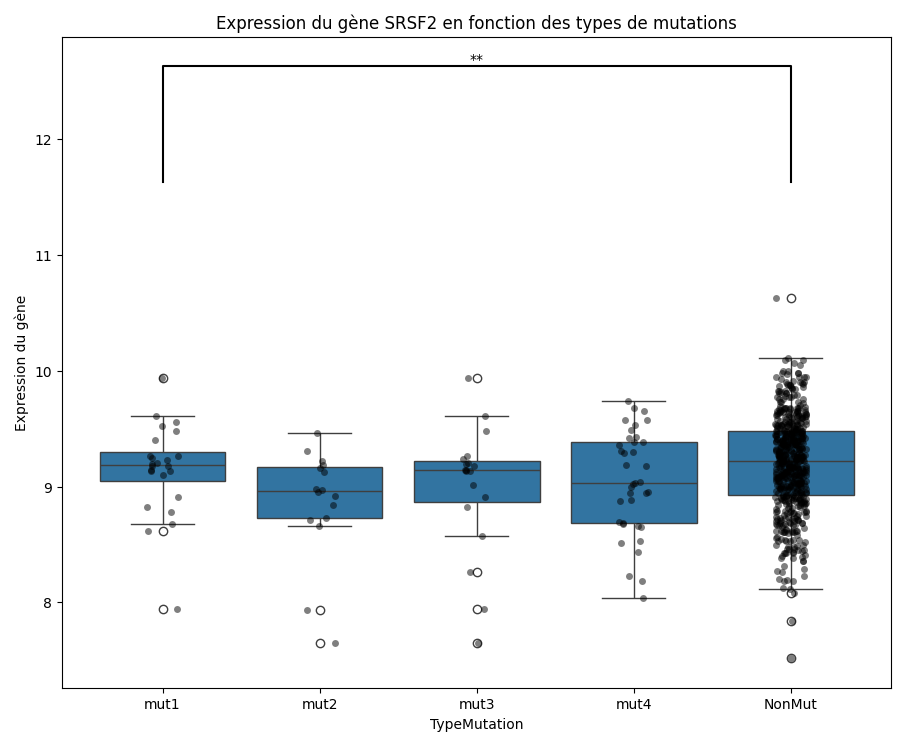 Expression du gène SRSF2 en fonction des types de mutations
**
12
11
10
9
8
Expression du gène
mut1
mut2
mut3
mut4
NonMut
TypeMutation